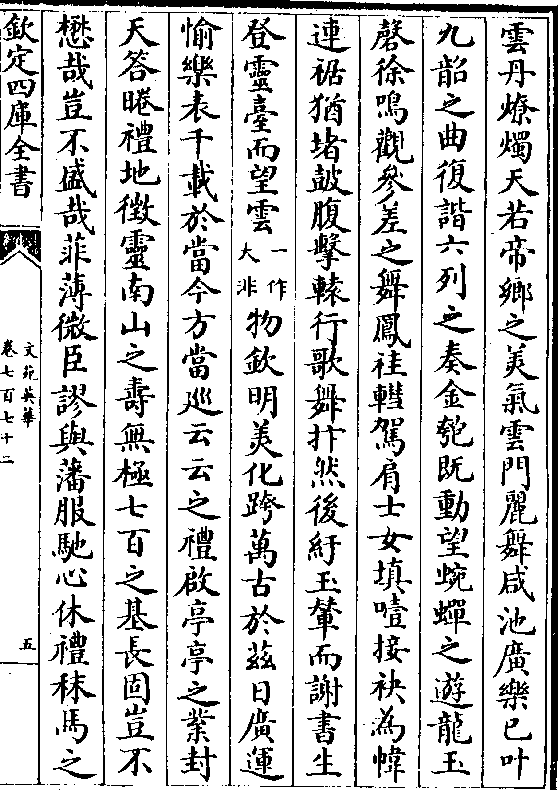 雲丹燎燭天若帝鄉之美氣雲門麗舞咸池廣樂已叶
九韶之曲復諧六列之奏金匏既動望蜿蟬之遊龍玉
磬徐鳴觀參差之舞鳳袿轊駕肩士女填噎接袂為幃
連裾猶堵皷腹擊轅行歌舞抃然後紆玉輦而謝書生
登靈臺而望雲一作大非物欽明美化跨萬古於兹日廣運
愉樂表千載於當今方當廵云云之禮啟亭亭之業封
天答睠禮地徵靈南山之壽無極七百之基長固豈不
懋哉豈不盛哉菲薄微臣謬與藩服馳心休禮秣馬之
欽定四庫全書
文苑英華
卷七百七十二
五